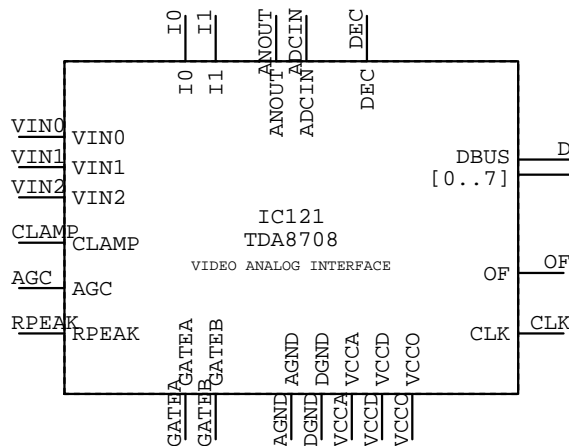 I0 I1 ANOUT ADCIN DEC
I0 I1 ANOUT ADCIN DEC
VIN0 VIN0
VIN1 VIN1
VIN2 VIN2
CLAMP CLAMP
AGC AGC
RPEAK RPEAK
IC121
TDA8708
VIDEO ANALOG INTERFACE
DBUS D
[0..7]
OF OF
CLK CLK
GATEA GATEB AGND DGND VCCA VCCD VCCO
GATEA GATEB AGND DGND VCCA VCCD VCCO